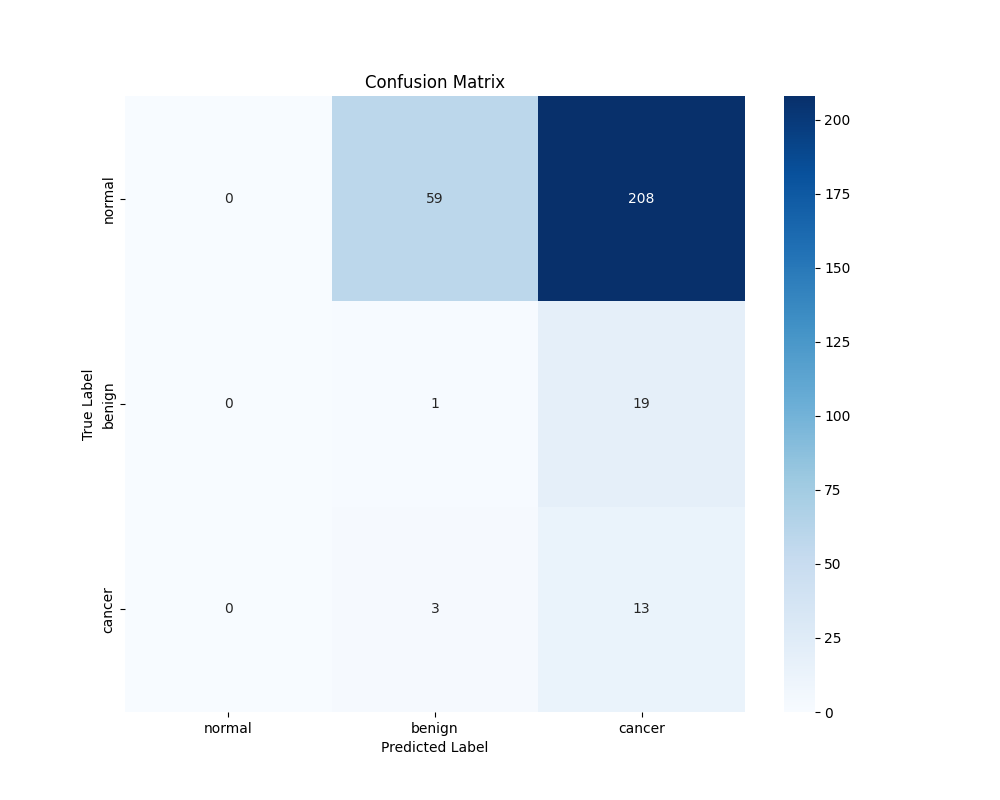 Confusion Matrix
True Label
normal
0
59
208
benign
0
1
19
cancer
0
3
13
normal
benign
cancer
Predicted Label
200
175
150
125
100
75
50
25
0